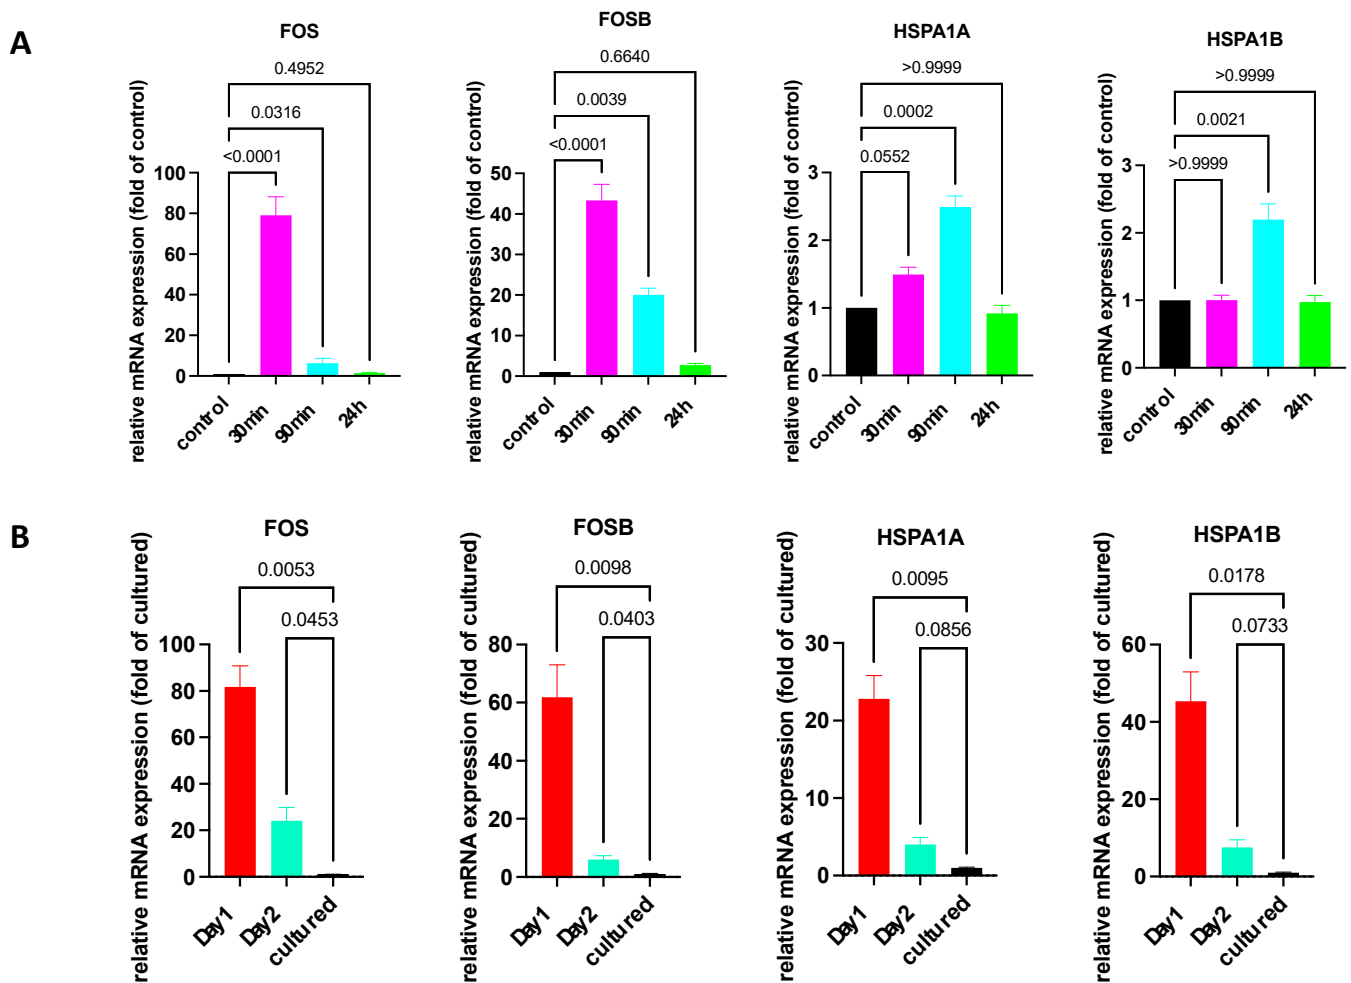 A
FOS
relative mRNA expression (fold of control)
0.4952
0.0316
<0.0001
100
80
60
40
20
0
control
30min
90min
24h
FOSB
relative mRNA expression (fold of control)
0.6640
0.0039
<0.0001
50
40
30
20
10
0
control
30min
90min
24h
HSPA1A
relative mRNA expression (fold of control)
>0.9999
0.0002
0.0552
3
2
1
0
control
30min
90min
24h
HSPA1B
relative mRNA expression (fold of control)
>0.9999
0.0021
>0.9999
3
2
1
0
control
30min
90min
24h
B
FOS
relative mRNA expression (fold of cultured)
0.0053
0.0453
100
80
60
40
20
0
Day1
Day2
cultured
FOSB
relative mRNA expression (fold of cultured)
0.0098
0.0403
80
60
40
20
0
Day1
Day2
cultured
HSPA1A
relative mRNA expression (fold of cultured)
0.0095
0.0856
30
20
10
0
Day1
Day2
cultured
HSPA1B
relative mRNA expression (fold of cultured)
0.0178
0.0733
60
40
20
0
Day1
Day2
cultured